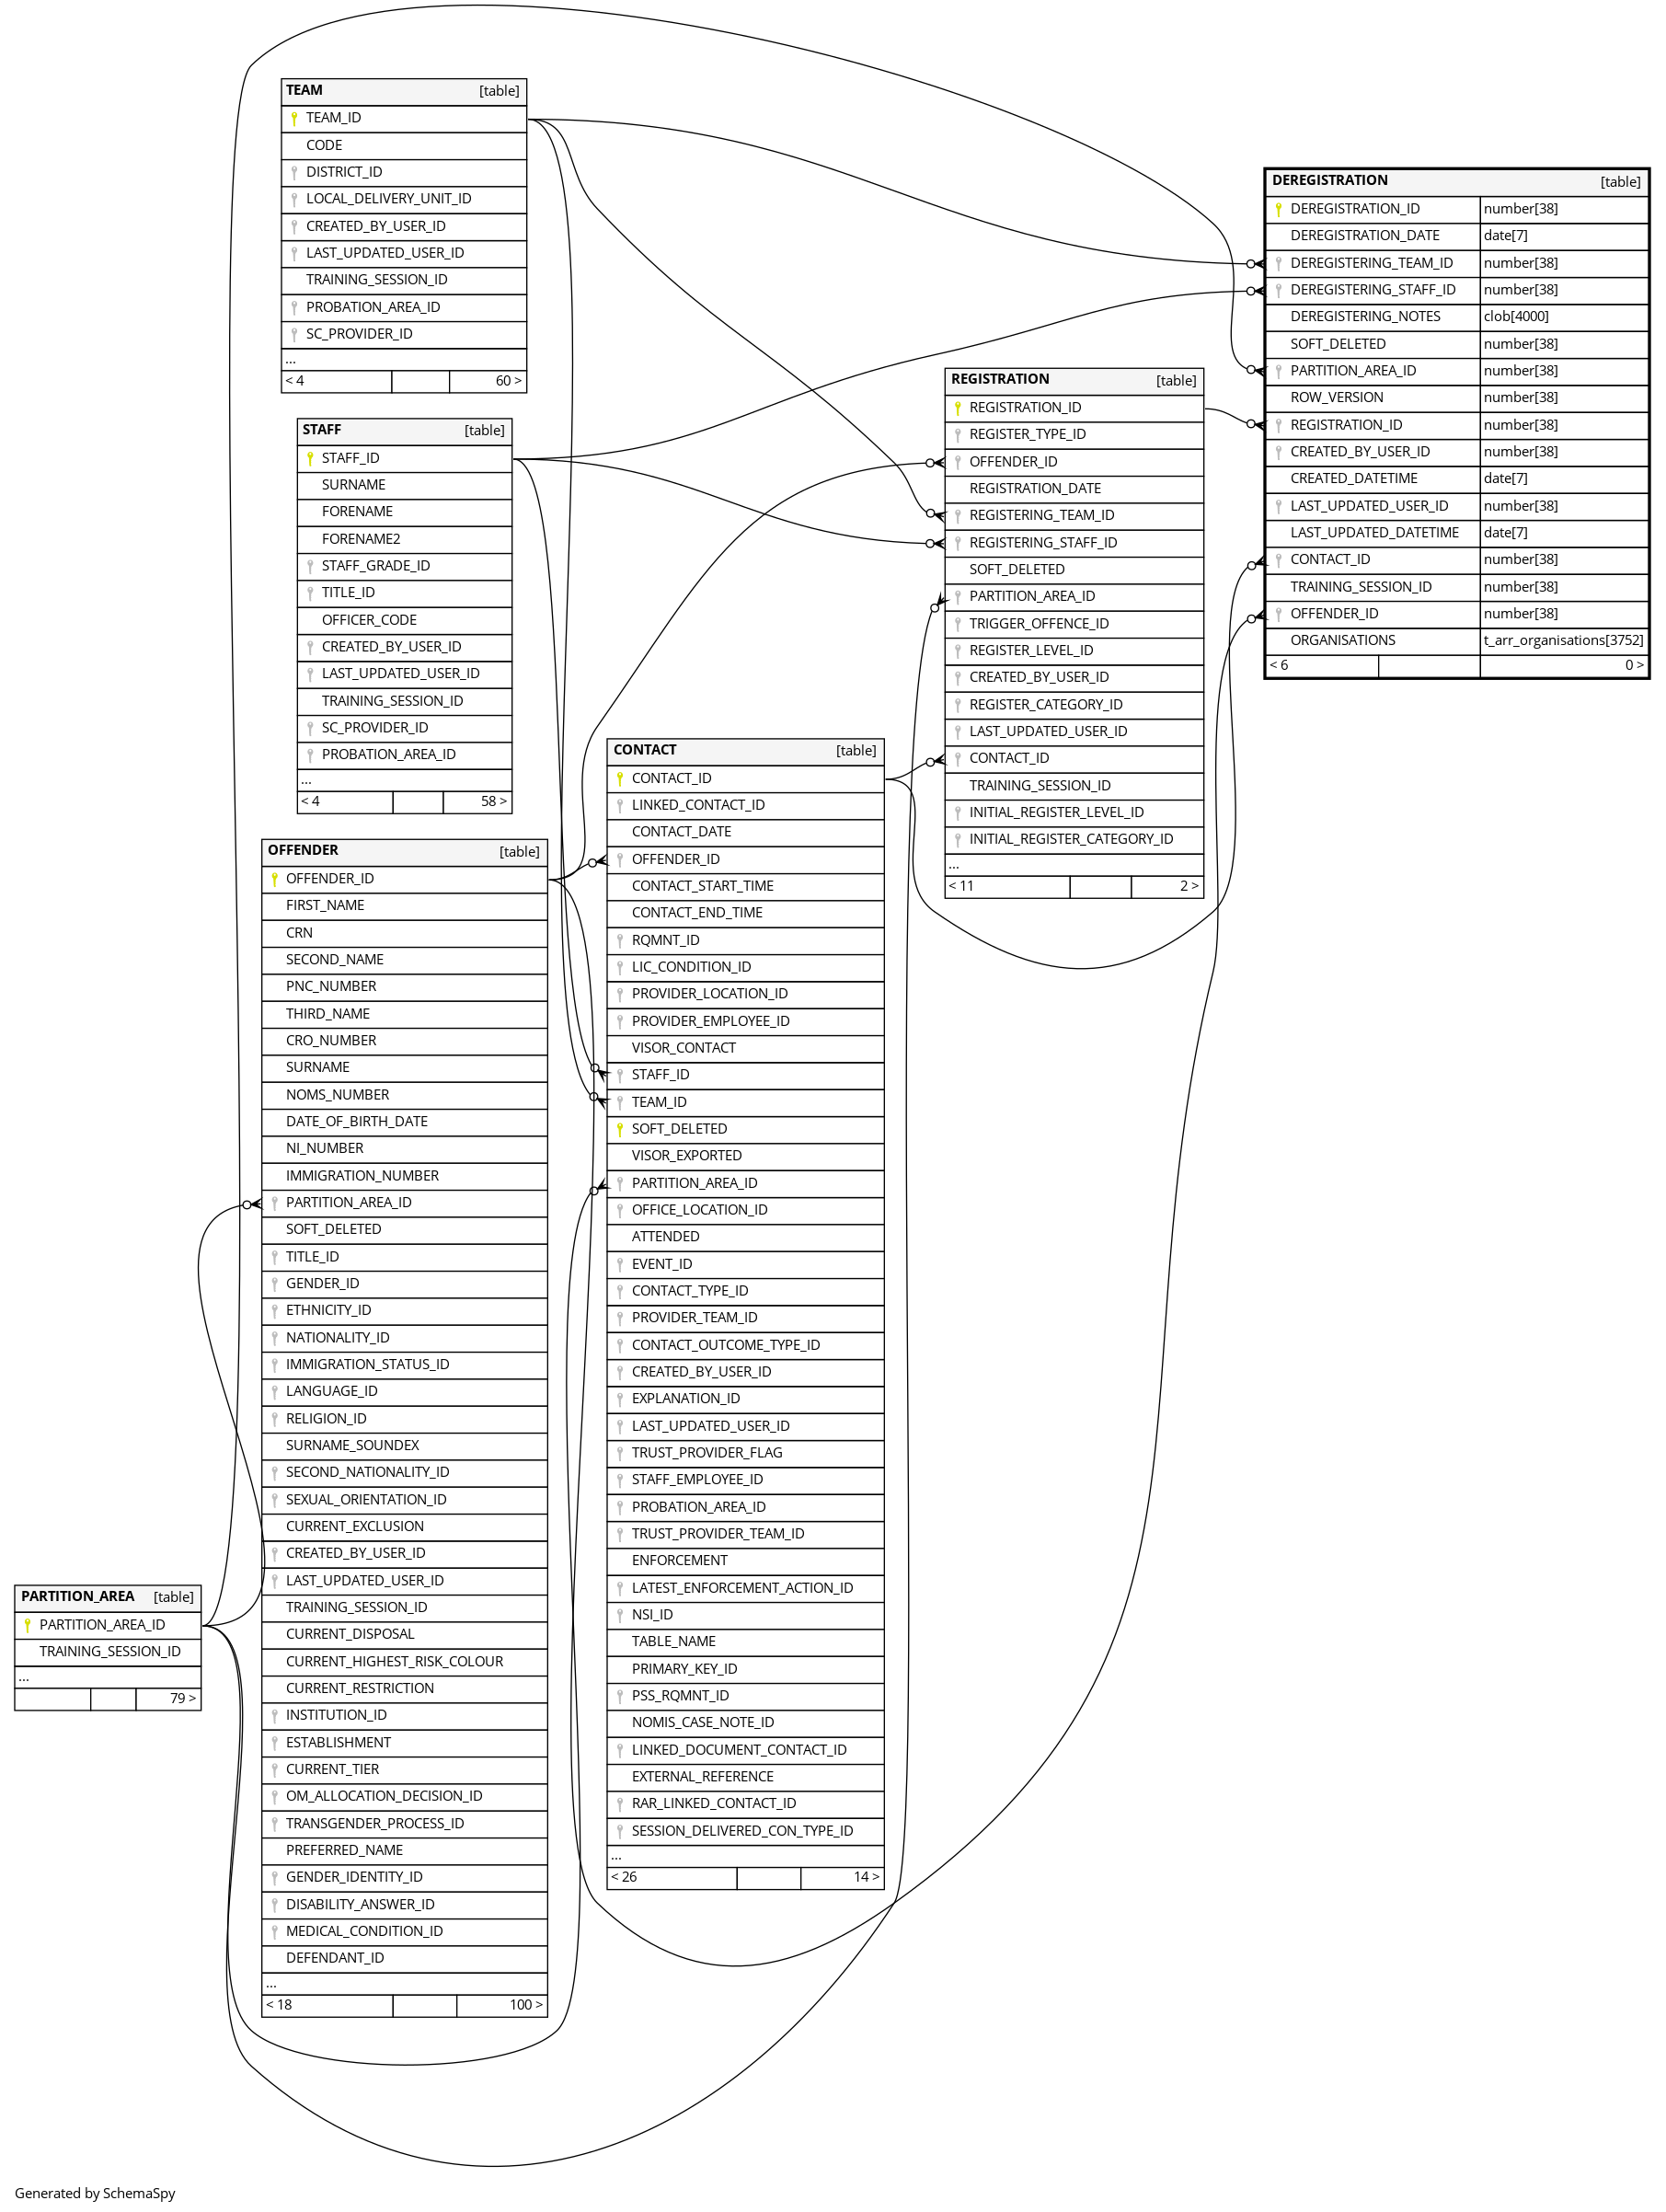 TEAM [table]
TEAM_ID
CODE
DISTRICT_ID
LOCAL_DELIVERY_UNIT_ID
CREATED_BY_USER_ID
LAST_UPDATED_USER_ID
TRAINING_SESSION_ID
PROBATION_AREA_ID
SC_PROVIDER_ID
...
< 4 60 >
STAFF [table]
STAFF_ID
SURNAME
FORENAME
FORENAME2
STAFF_GRADE_ID
TITLE_ID
OFFICER_CODE
CREATED_BY_USER_ID
LAST_UPDATED_USER_ID
TRAINING_SESSION_ID
SC_PROVIDER_ID
PROBATION_AREA_ID
...
< 4 58 >
OFFENDER [table]
OFFENDER_ID
FIRST_NAME
CRN
SECOND_NAME
PNC_NUMBER
THIRD_NAME
CRO_NUMBER
SURNAME
NOMS_NUMBER
DATE_OF_BIRTH_DATE
NI_NUMBER
IMMIGRATION_NUMBER
PARTITION_AREA_ID
SOFT_DELETED
TITLE_ID
GENDER_ID
ETHNICITY_ID
NATIONALITY_ID
IMMIGRATION_STATUS_ID
LANGUAGE_ID
RELIGION_ID
SURNAME_SOUNDEX
SECOND_NATIONALITY_ID
SEXUAL_ORIENTATION_ID
CURRENT_EXCLUSION
CREATED_BY_USER_ID
LAST_UPDATED_USER_ID
TRAINING_SESSION_ID
CURRENT_DISPOSAL
CURRENT_HIGHEST_RISK_COLOUR
CURRENT_RESTRICTION
INSTITUTION_ID
ESTABLISHMENT
CURRENT_TIER
OM_ALLOCATION_DECISION_ID
TRANSGENDER_PROCESS_ID
PREFERRED_NAME
GENDER_IDENTITY_ID
DISABILITY_ANSWER_ID
MEDICAL_CONDITION_ID
DEFENDANT_ID
...
< 18 100 >
PARTITION_AREA [table]
PARTITION_AREA_ID
TRAINING_SESSION_ID
...
79 >
CONTACT [table]
CONTACT_ID
LINKED_CONTACT_ID
CONTACT_DATE
OFFENDER_ID
CONTACT_START_TIME
CONTACT_END_TIME
RQMNT_ID
LIC_CONDITION_ID
PROVIDER_LOCATION_ID
PROVIDER_EMPLOYEE_ID
VISOR_CONTACT
STAFF_ID
TEAM_ID
SOFT_DELETED
VISOR_EXPORTED
PARTITION_AREA_ID
OFFICE_LOCATION_ID
ATTENDED
EVENT_ID
CONTACT_TYPE_ID
PROVIDER_TEAM_ID
CONTACT_OUTCOME_TYPE_ID
CREATED_BY_USER_ID
EXPLANATION_ID
LAST_UPDATED_USER_ID
TRUST_PROVIDER_FLAG
STAFF_EMPLOYEE_ID
PROBATION_AREA_ID
TRUST_PROVIDER_TEAM_ID
ENFORCEMENT
LATEST_ENFORCEMENT_ACTION_ID
NSI_ID
TABLE_NAME
PRIMARY_KEY_ID
PSS_RQMNT_ID
NOMIS_CASE_NOTE_ID
LINKED_DOCUMENT_CONTACT_ID
EXTERNAL_REFERENCE
RAR_LINKED_CONTACT_ID
SESSION_DELIVERED_CON_TYPE_ID
...
< 26 14 >
REGISTRATION [table]
REGISTRATION_ID
REGISTER_TYPE_ID
OFFENDER_ID
REGISTRATION_DATE
REGISTERING_TEAM_ID
REGISTERING_STAFF_ID
SOFT_DELETED
PARTITION_AREA_ID
TRIGGER_OFFENCE_ID
REGISTER_LEVEL_ID
CREATED_BY_USER_ID
REGISTER_CATEGORY_ID
LAST_UPDATED_USER_ID
CONTACT_ID
TRAINING_SESSION_ID
INITIAL_REGISTER_LEVEL_ID
INITIAL_REGISTER_CATEGORY_ID
...
< 11 2 >
DEREGISTRATION [table]
DEREGISTRATION_ID number[38]
DEREGISTRATION_DATE date[7]
DEREGISTERING_TEAM_ID number[38]
DEREGISTERING_STAFF_ID number[38]
DEREGISTERING_NOTES clob[4000]
SOFT_DELETED number[38]
PARTITION_AREA_ID number[38]
ROW_VERSION number[38]
REGISTRATION_ID number[38]
CREATED_BY_USER_ID number[38]
CREATED_DATETIME date[7]
LAST_UPDATED_USER_ID number[38]
LAST_UPDATED_DATETIME date[7]
CONTACT_ID number[38]
TRAINING_SESSION_ID number[38]
OFFENDER_ID number[38]
ORGANISATIONS t_arr_organisations[3752]
< 6 0 >
Generated by SchemaSpy